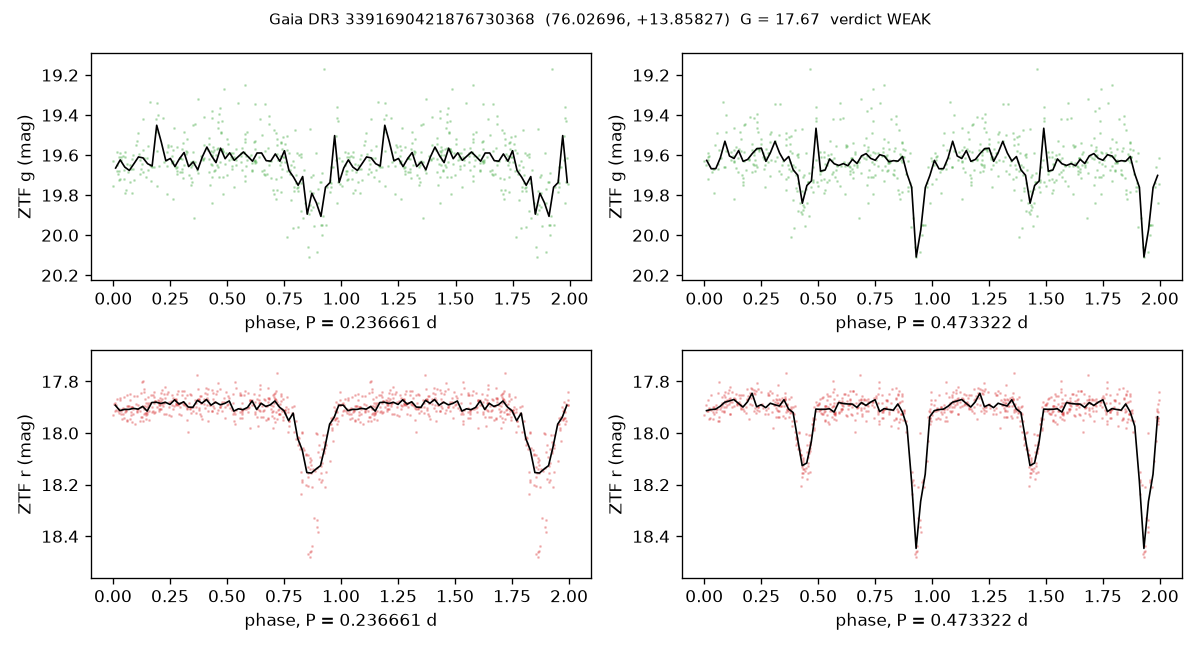 Gaia DR3 3391690421876730368 (76.02696, +13.85827) G = 17.67 verdict WEAK
ZTF g (mag)
19.2
19.4
19.6
19.8
20.0
20.2
0.00 0.25 0.50 0.75 1.00 1.25 1.50 1.75 2.00
phase, P = 0.236661 d
ZTF g (mag)
19.2
19.4
19.6
19.8
20.0
20.2
0.00 0.25 0.50 0.75 1.00 1.25 1.50 1.75 2.00
phase, P = 0.473322 d
ZTF r (mag)
17.8
18.0
18.2
18.4
0.00 0.25 0.50 0.75 1.00 1.25 1.50 1.75 2.00
phase, P = 0.236661 d
ZTF r (mag)
17.8
18.0
18.2
18.4
0.00 0.25 0.50 0.75 1.00 1.25 1.50 1.75 2.00
phase, P = 0.473322 d